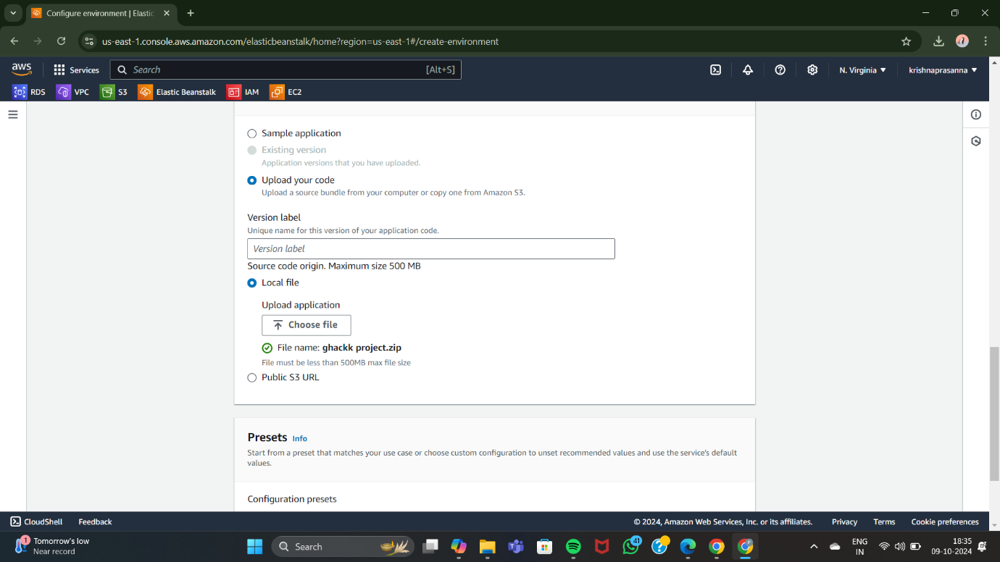 Configure environment | Elastic
us-east-1.console.aws.amazon.com/elasticbeanstalk/home?region=us-east-1#/create-environment
aws
Services
Search
[Alt+S]
N. Virginia
krishnaprasanna
RDS
VPC
S3
Elastic Beanstalk
IAM
EC2
Sample application
Existing version
Application versions that you have uploaded.
Upload your code
Upload a source bundle from your computer or copy one from Amazon S3.
Version label
Unique name for this version of your application code.
Version label
Source code origin. Maximum size 500 MB
Local file
Upload application
Choose file
File name: ghackk project.zip
File must be less than 500MB max file size
Public S3 URL
Presets Info
Start from a preset that matches your use case or choose custom configuration to unset recommended values and use the service's default
values.
Configuration presets
CloudShell
Feedback
© 2024, Amazon Web Services, Inc. or its affiliates.
Privacy
Terms
Cookie preferences
1
Tomorrow's low
Near record
Search
41
ENG
IN
18:35
09-10-2024